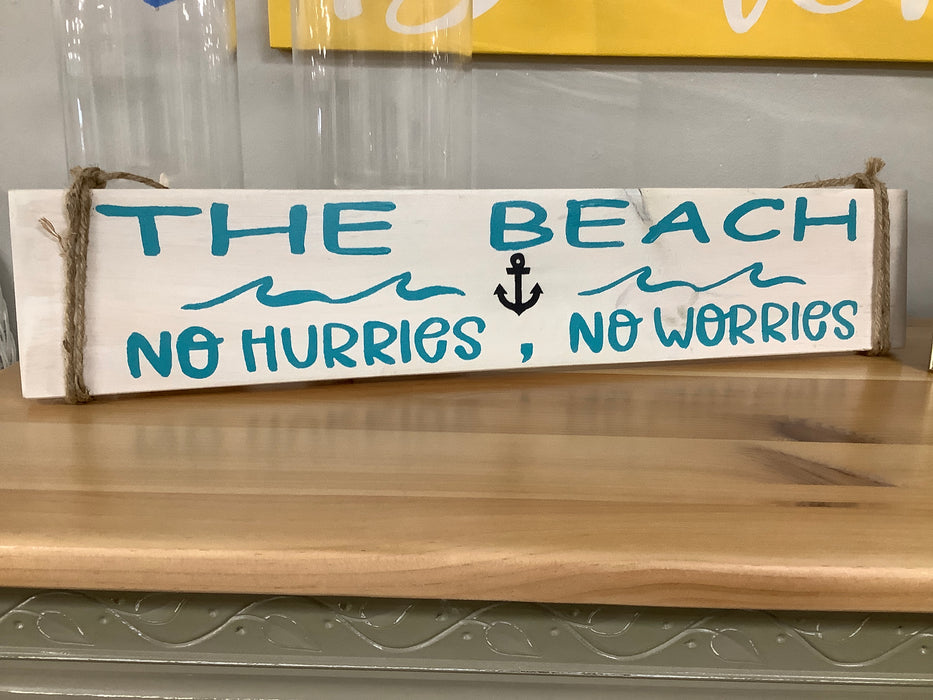 THE BEACH
NO HURRIES, NO WORRIES